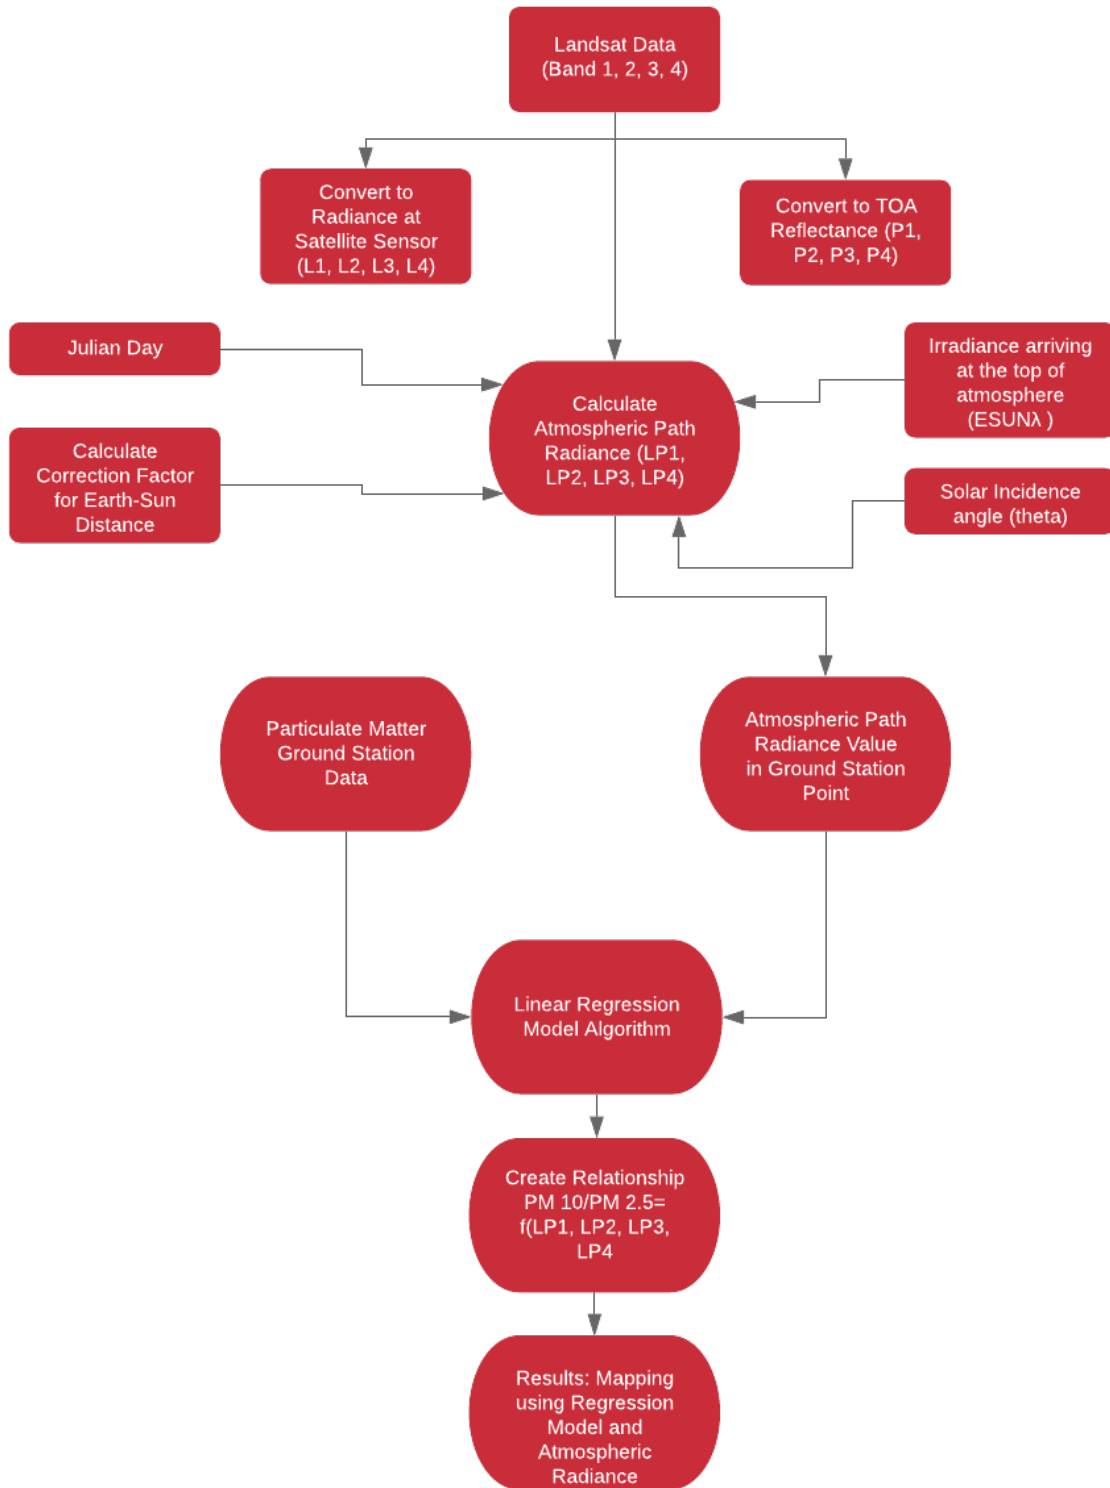 Landsat Data
(Band 1, 2, 3, 4)
Convert to
Radiance at
Satellite Sensor
(L1, L2, L3, L4)
Convert to TOA
Reflectance (P1,
P2, P3, P4)
Julian Day
Irradiance arriving
at the top of
atmosphere
(ESUNλ )
Calculate
Atmospheric Path
Radiance (LP1,
LP2, LP3, LP4)
Calculate
Correction Factor
for Earth-Sun
Distance
Solar Incidence
angle (theta)
Particulate Matter
Ground Station
Data
Atmospheric Path
Radiance Value
in Ground Station
Point
Linear Regression
Model Algorithm
Create Relationship
PM 10/PM 2.5=
f(LP1, LP2, LP3,
LP4
Results: Mapping
using Regression
Model and
Atmospheric
Radiance